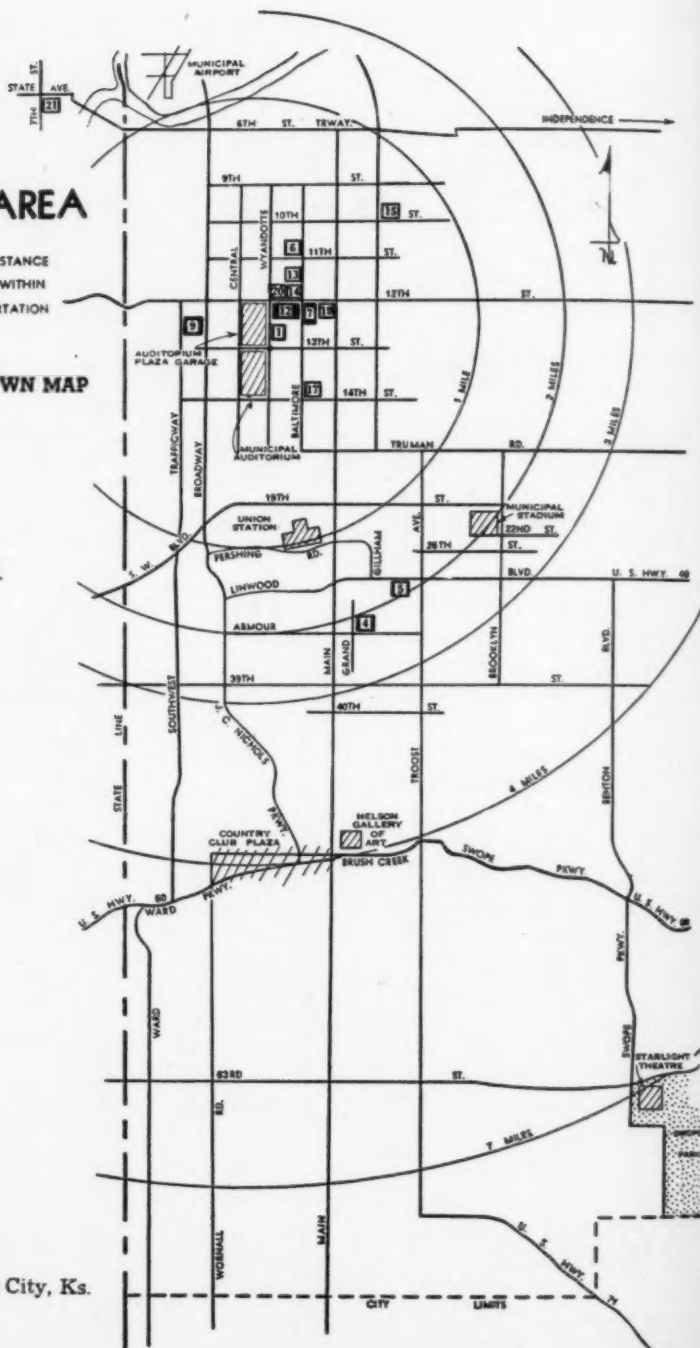 MUNICIPAL
AIRPORT
STATE AVE.
7TH ST.
21
6TH ST. TRWAY.
INDEPENDENCE
N
AREA
STANCE
WITHIN
RTATION
WN MAP
9TH ST.
10TH ST.
15
CENTRAL
WYANDOTTE
6
11TH ST.
13
20 14
12TH ST.
9
12
7
18
1
13TH ST.
AUDITORIUM
PLAZA GARAGE
17
14TH ST.
BALTIMORE
MUNICIPAL
AUDITORIUM
TRAFFICWAY
BROADWAY
1 MILE
2 MILES
3 MILES
TRUMAN RD.
19TH ST.
UNION
STATION
MUNICIPAL
STADIUM
22ND ST.
26TH ST.
S. W. BLVD.
PERSHING RD.
GILLHAM
AVE.
LINWOOD BLVD. U. S. HWY. 40
5
ARMOUR
4
MAIN
GRAND
BROOKLYN
39TH ST.
40TH ST.
SOUTHWEST
J. C. NICHOLS
PKWY.
TROOST
BENTON
BLVD.
STATE LINE
4 MILES
NELSON
GALLERY
OF
ART
COUNTRY
CLUB PLAZA
BRUSH CREEK
PKWY.
SWOPE PKWY.
U. S. HWY. 50
WARD
U. S. HWY.
WARD
PKWY.
SWOPE
STARLIGHT
THEATRE
63RD ST.
RD.
7 MILES
WORNALL
MAIN
U. S. HWY. 71
City, Ks.
CITY LIMITS